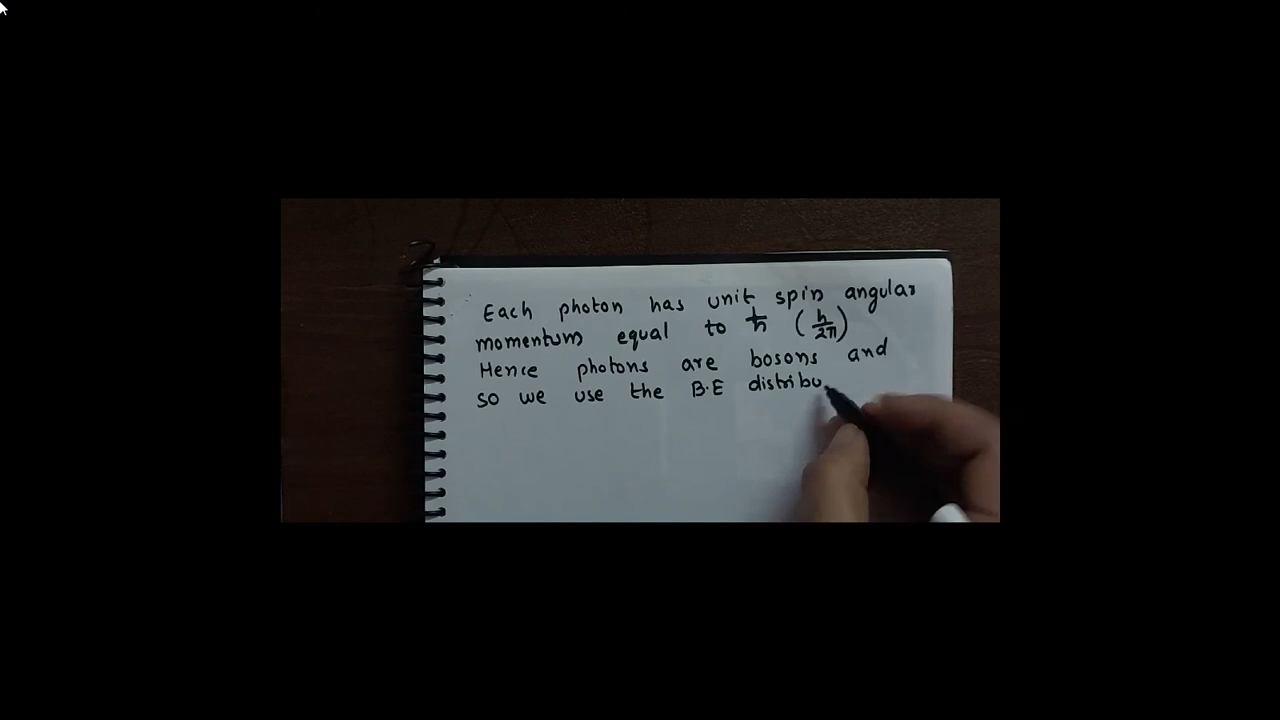 Each photon has unit spin angular
momentum equal to ħ (h/2π)
Hence photons are bosons and
so we use the B.E distribu